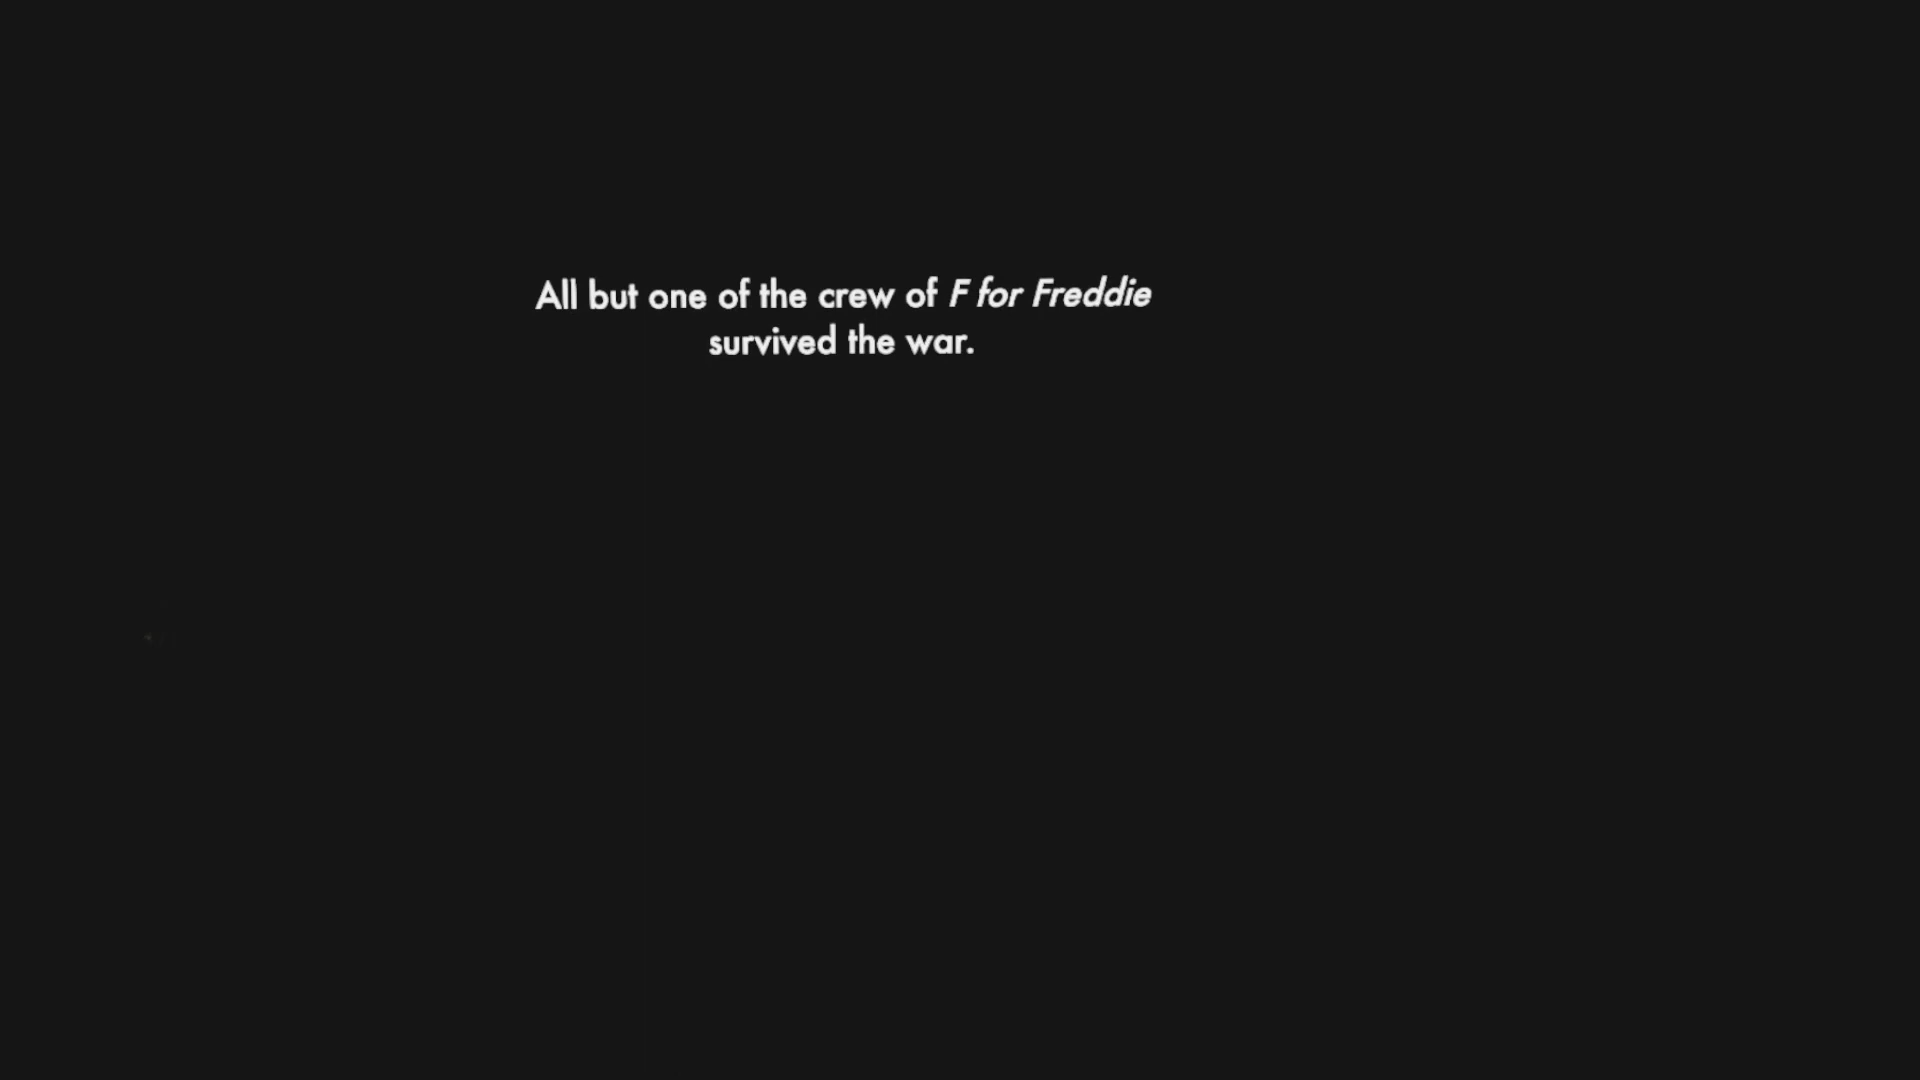 All but one of the crew of F for Freddie
survived the war.